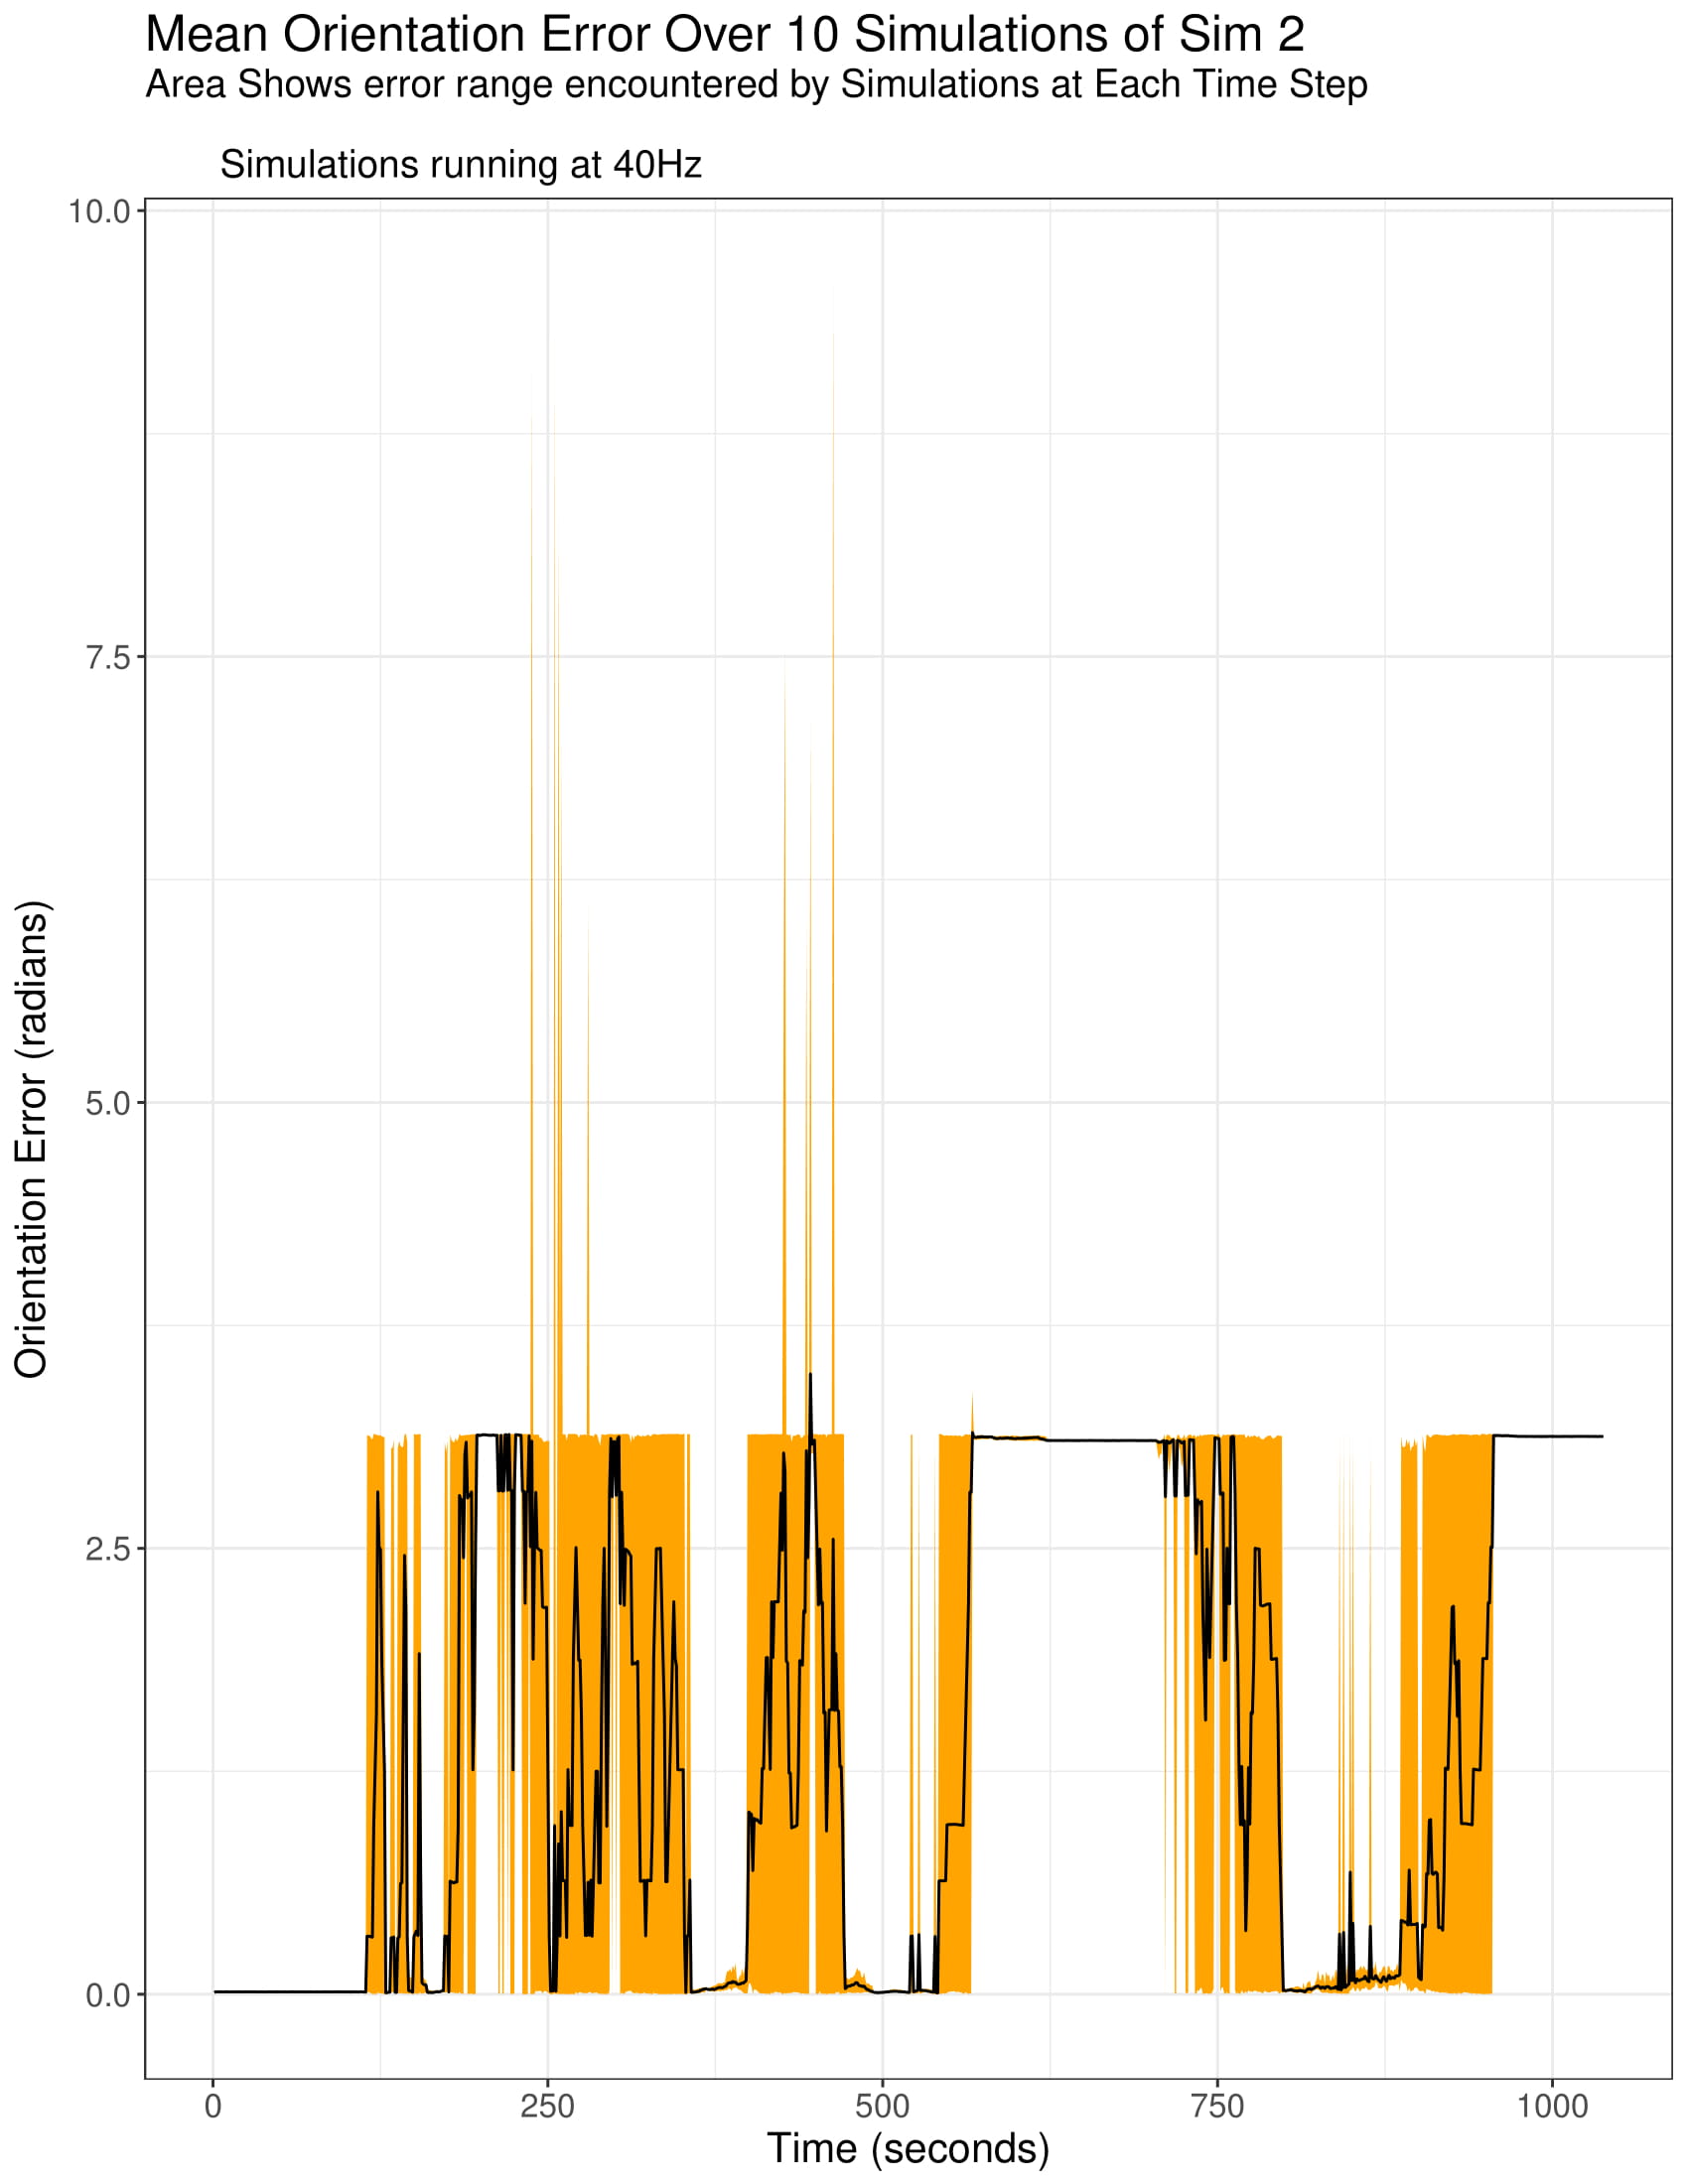 Mean Orientation Error Over 10 Simulations of Sim 2
Area Shows error range encountered by Simulations at Each Time Step
Simulations running at 40Hz
10.0
7.5
5.0
2.5
0.0
Orientation Error (radians)
0 250 500 750 1000
Time (seconds)